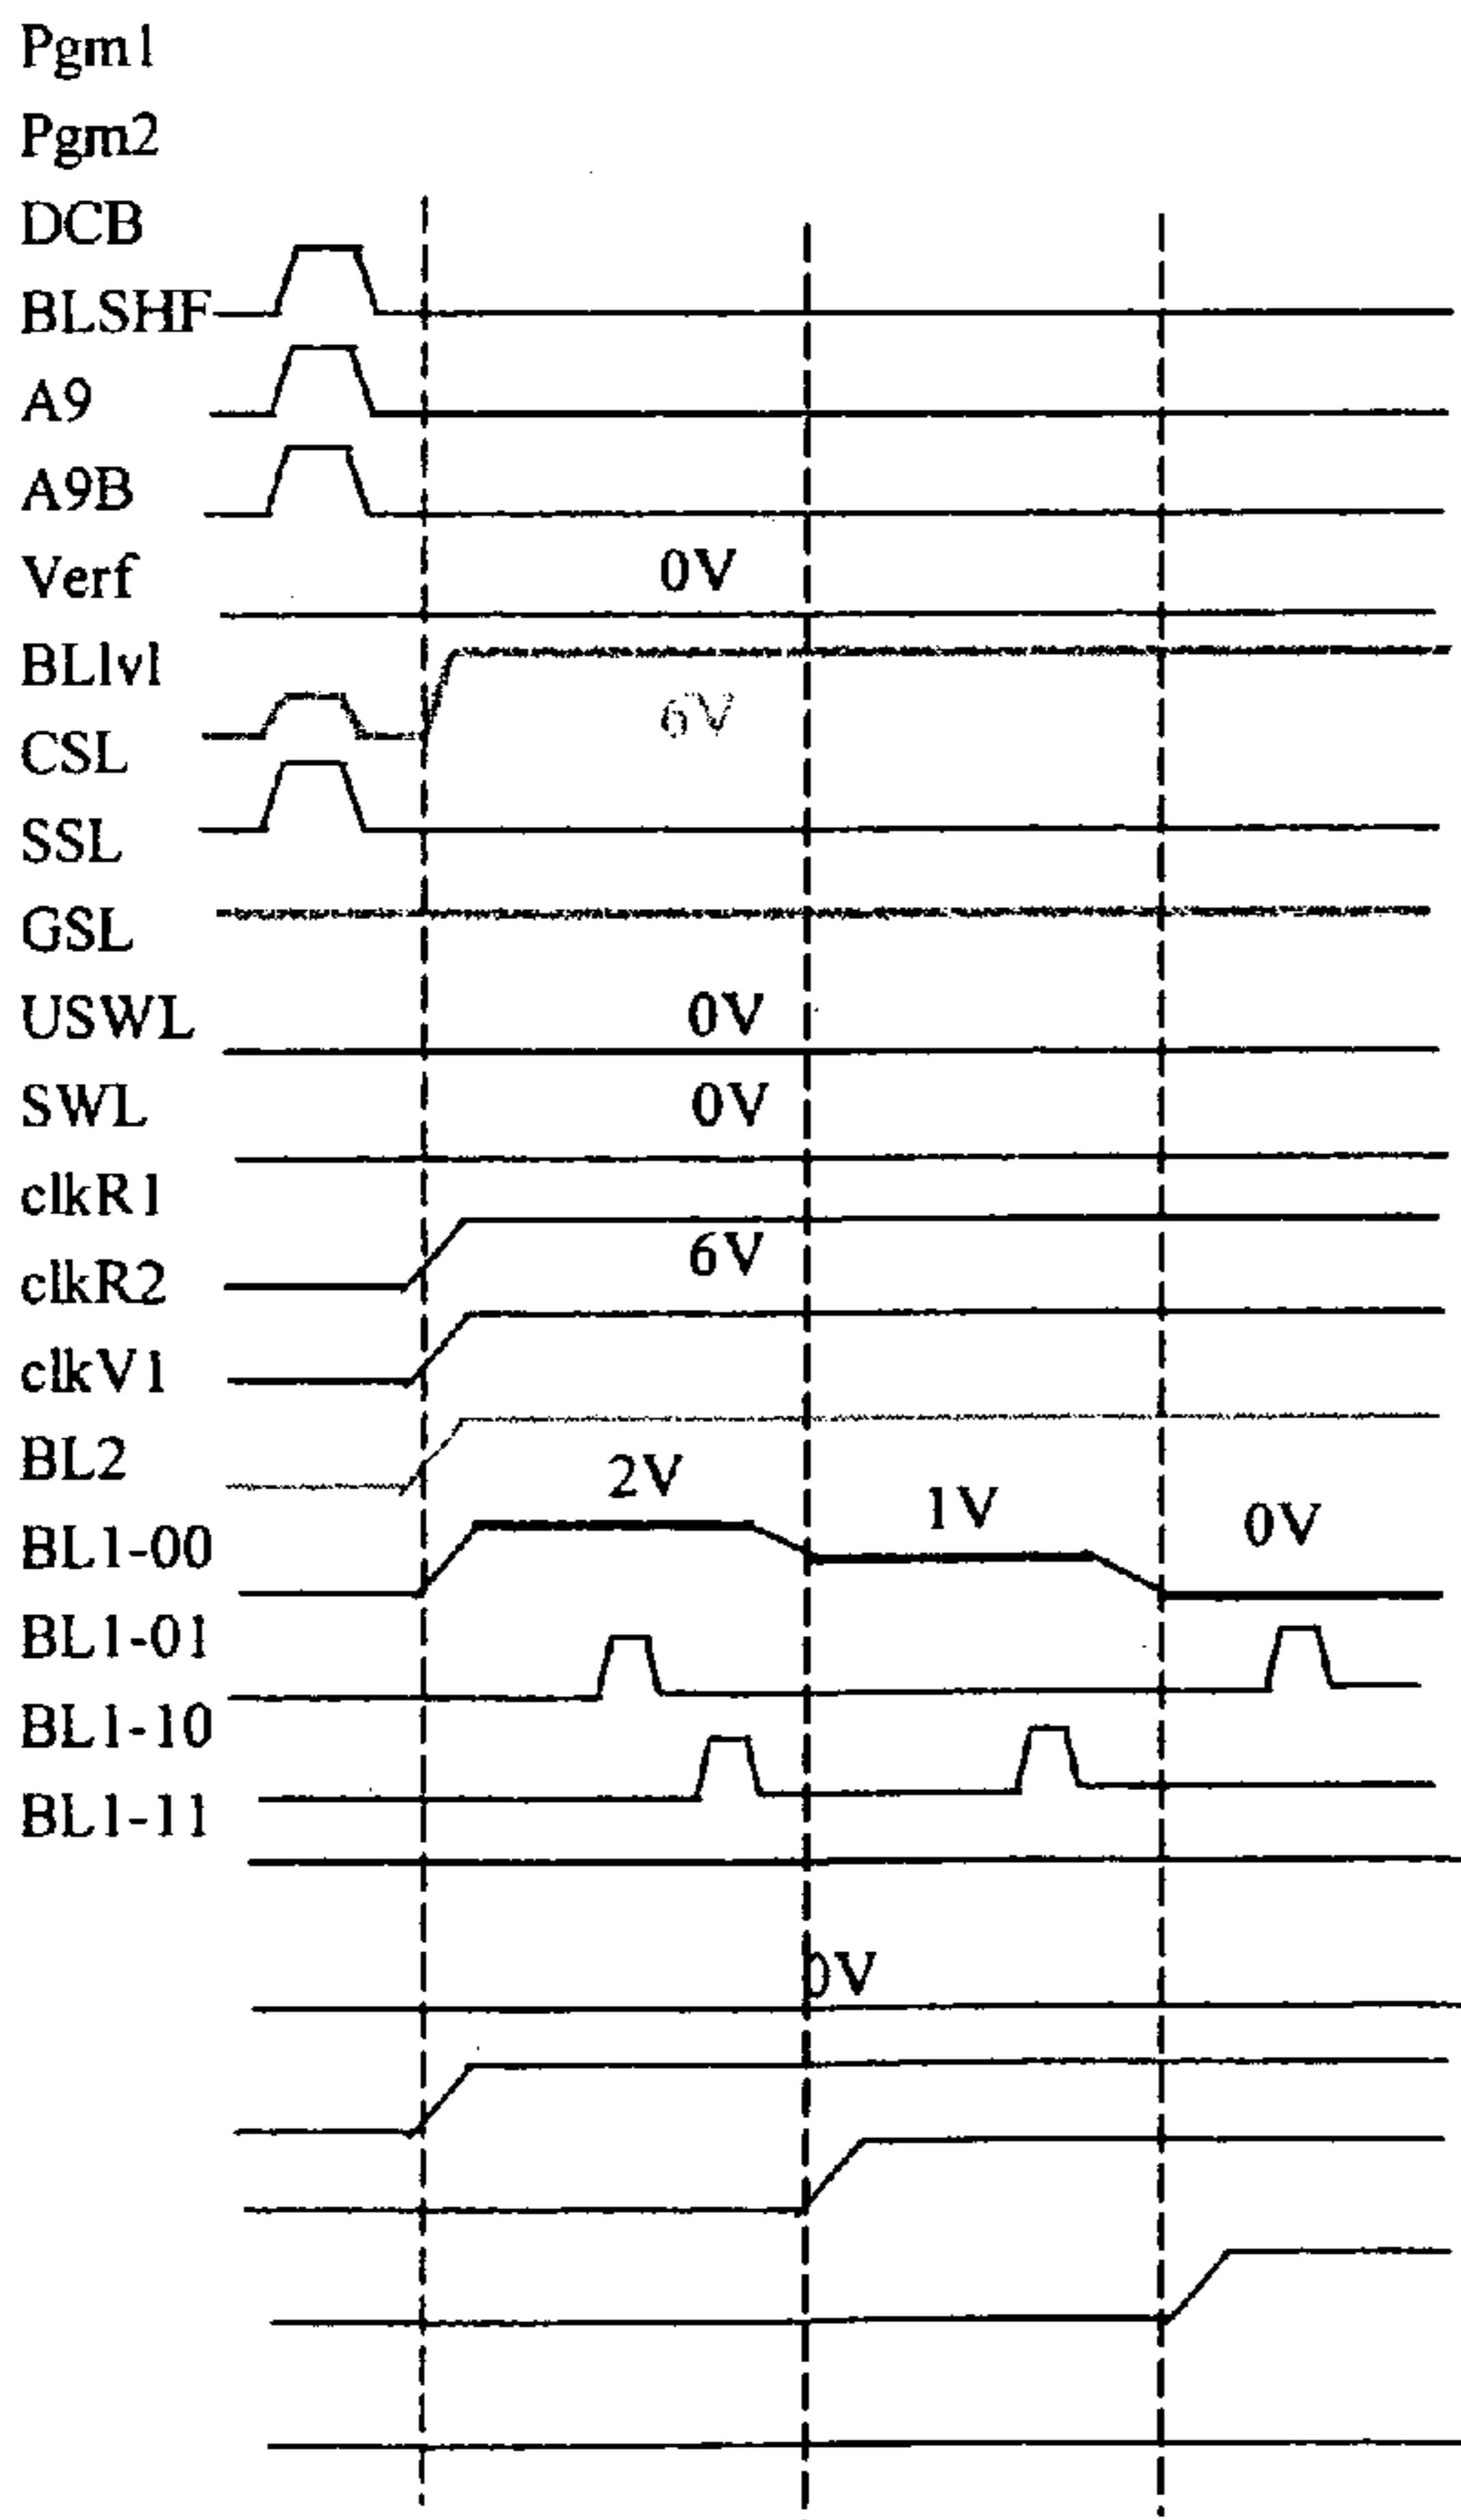 Pgm1
Pgm2
DCB
BLSHF
A9
A9B
Verf
0V
BLlvl
6V
CSL
SSL
GSL
USWL
0V
SWL
0V
clkR1
6V
clkR2
clkV1
BL2
2V
1V
0V
BL1-00
BL1-01
BL1-10
BL1-11
0V